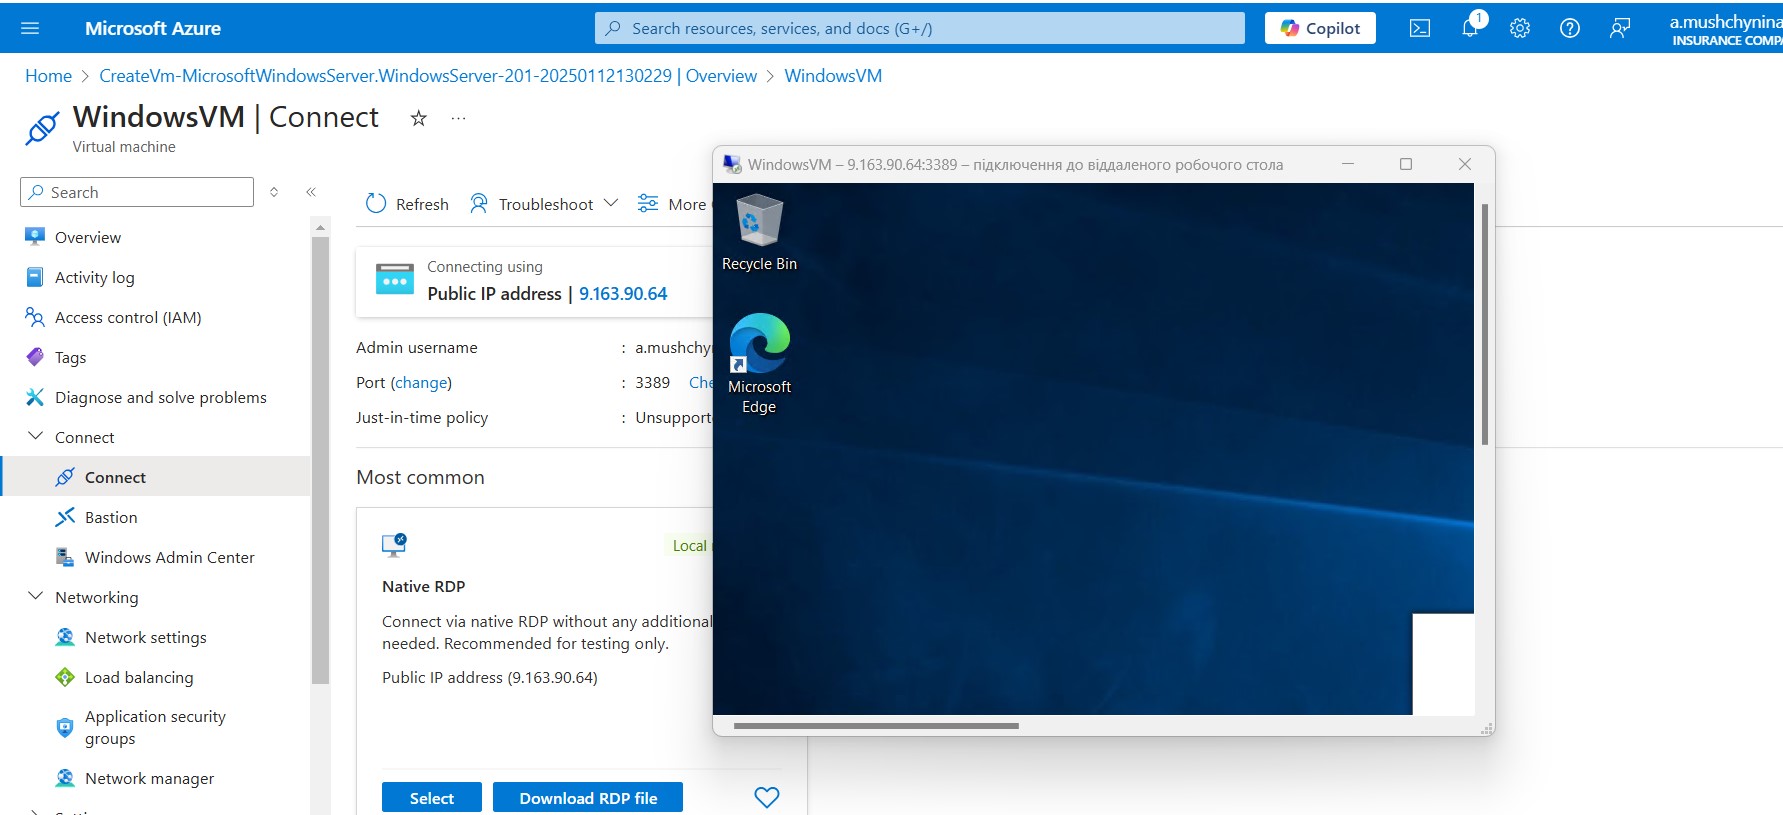 Microsoft Azure
Search resources, services, and docs (G+/)
Copilot
1
a.mushchynina
INSURANCE COMPA
Home > CreateVm-MicrosoftWindowsServer.WindowsServer-201-20250112130229 | Overview > WindowsVM
WindowsVM | Connect
Virtual machine
Search
Overview
Activity log
Access control (IAM)
Tags
Diagnose and solve problems
Connect
Connect
Bastion
Windows Admin Center
Networking
Network settings
Load balancing
Application security
groups
Network manager
Refresh
Troubleshoot
More
Connecting using
Public IP address | 9.163.90.64
Admin username : a.mushchy
Port (change) : 3389 Che
Just-in-time policy : Unsupport
Most common
Local
Native RDP
Connect via native RDP without any additional
needed. Recommended for testing only.
Public IP address (9.163.90.64)
Select
Download RDP file
WindowsVM – 9.163.90.64:3389 – підключення до віддаленого робочого стола
Recycle Bin
Microsoft
Edge